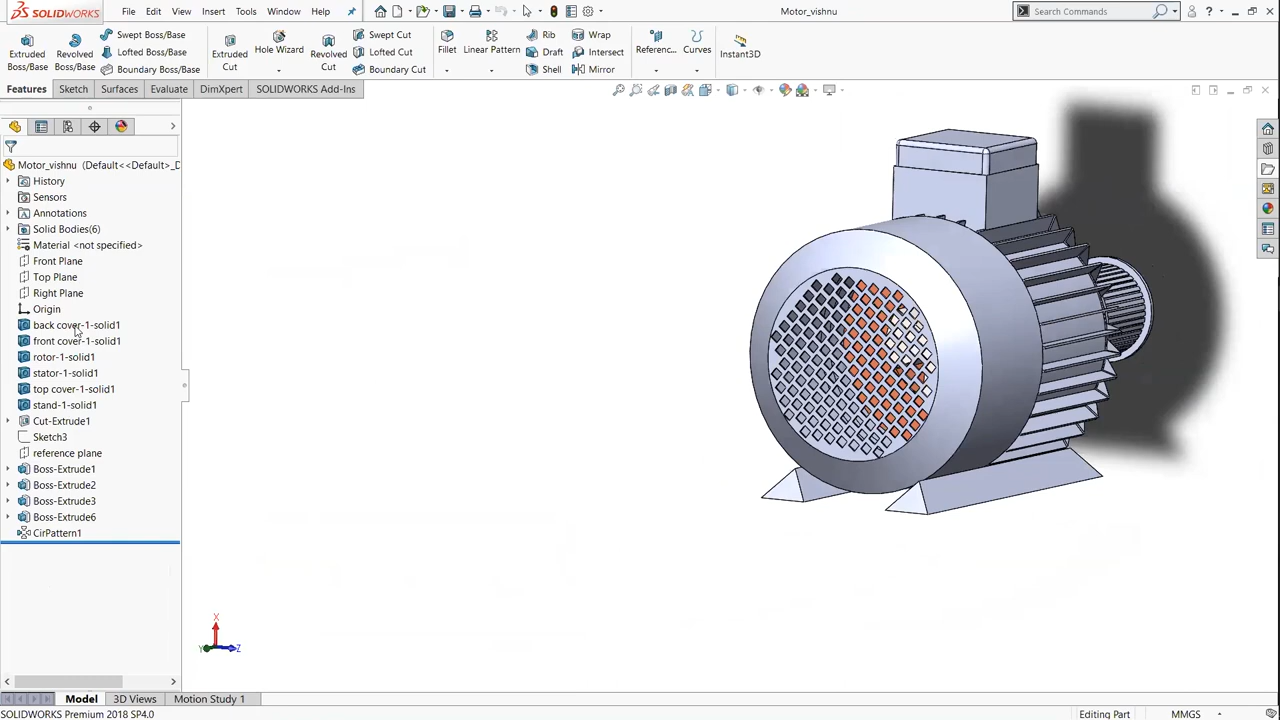 SOLIDWORKS
File Edit View Insert Tools Window Help
Motor_vishnu
Search Commands
Extruded Boss/Base
Revolved Boss/Base
Swept Boss/Base
Lofted Boss/Base
Boundary Boss/Base
Extruded Cut
Hole Wizard
Revolved Cut
Swept Cut
Lofted Cut
Boundary Cut
Fillet
Linear Pattern
Rib
Draft
Shell
Wrap
Intersect
Mirror
Referenc...
Curves
Instant3D
Features Sketch Surfaces Evaluate DimXpert SOLIDWORKS Add-Ins
Motor_vishnu (Default<<Default>_D
History
Sensors
Annotations
Solid Bodies(6)
Material <not specified>
Front Plane
Top Plane
Right Plane
Origin
back cover-1-solid1
front cover-1-solid1
rotor-1-solid1
stator-1-solid1
top cover-1-solid1
stand-1-solid1
Cut-Extrude1
Sketch3
reference plane
Boss-Extrude1
Boss-Extrude2
Boss-Extrude3
Boss-Extrude6
CirPattern1
X
Y Z
Model 3D Views Motion Study 1
SOLIDWORKS Premium 2018 SP4.0
Editing Part MMGS